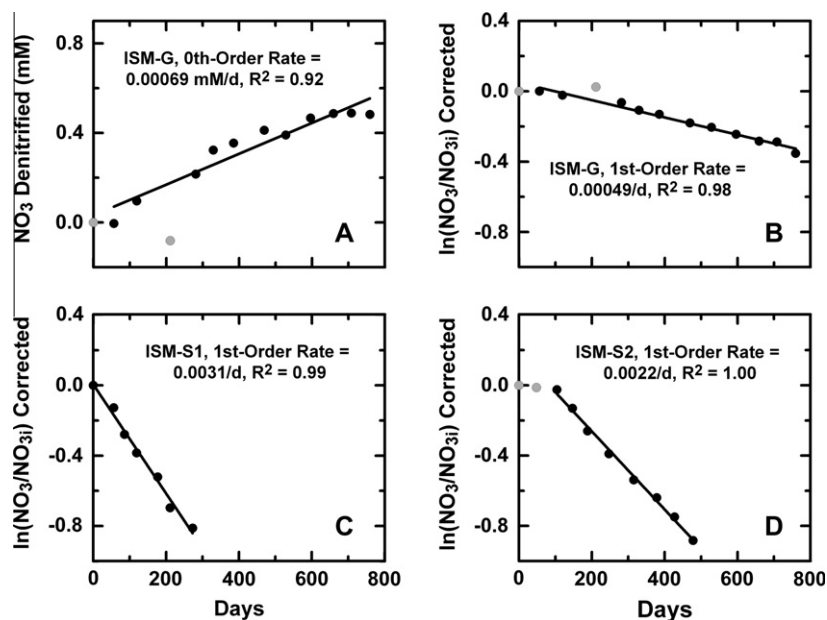 NO3 Denitrified (mM)
0.8
0.4
0.0
ISM-G, 0th-Order Rate =
0.00069 mM/d, R² = 0.92
A
ln(NO3/NO3i) Corrected
0.4
0.0
-0.4
-0.8
ISM-G, 1st-Order Rate =
0.00049/d, R² = 0.98
B
ln(NO3/NO3i) Corrected
0.4
0.0
-0.4
-0.8
ISM-S1, 1st-Order Rate =
0.0031/d, R² = 0.99
C
0 200 400 600 800
Days
ln(NO3/NO3i) Corrected
0.4
0.0
-0.4
-0.8
ISM-S2, 1st-Order Rate =
0.0022/d, R² = 1.00
D
0 200 400 600 800
Days